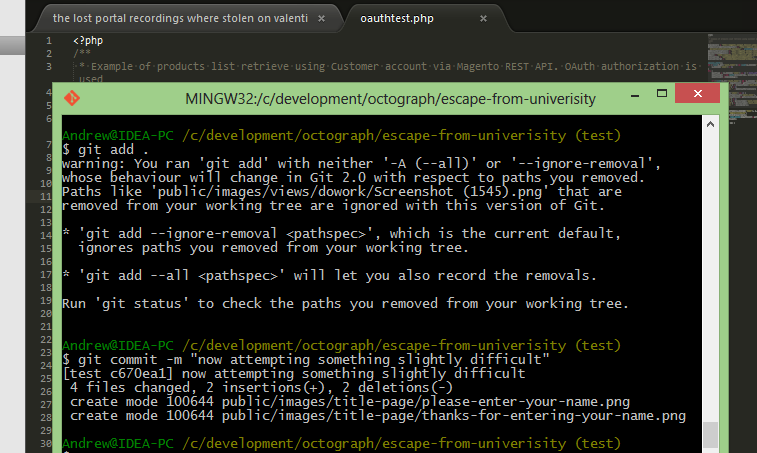 the lost portal recordings where stolen on valenti ×
oauthtest.php ×
1 <?php
2 /**
3 * Example of products list retrieve using Customer account via Magento REST API. OAuth authorization is
used
4
5
6
MINGW32:/c/development/octograph/escape-from-univerisity
7
8
9
10
11
12
13
14
15
16
17
18
19
20
21
22
23
24
25
26
27
28
29
30
Andrew@IDEA-PC /c/development/octograph/escape-from-univerisity (test)
$ git add .
warning: You ran 'git add' with neither '-A (--all)' or '--ignore-removal',
whose behaviour will change in Git 2.0 with respect to paths you removed.
Paths like 'public/images/views/dowork/Screenshot (1545).png' that are
removed from your working tree are ignored with this version of Git.
* 'git add --ignore-removal <pathspec>', which is the current default,
ignores paths you removed from your working tree.
* 'git add --all <pathspec>' will let you also record the removals.
Run 'git status' to check the paths you removed from your working tree.
Andrew@IDEA-PC /c/development/octograph/escape-from-univerisity (test)
$ git commit -m "now attempting something slightly difficult"
[test c670ea1] now attempting something slightly difficult
4 files changed, 2 insertions(+), 2 deletions(-)
create mode 100644 public/images/title-page/please-enter-your-name.png
create mode 100644 public/images/title-page/thanks-for-entering-your-name.png
Andrew@IDEA-PC /c/development/octograph/escape-from-univerisity (test)